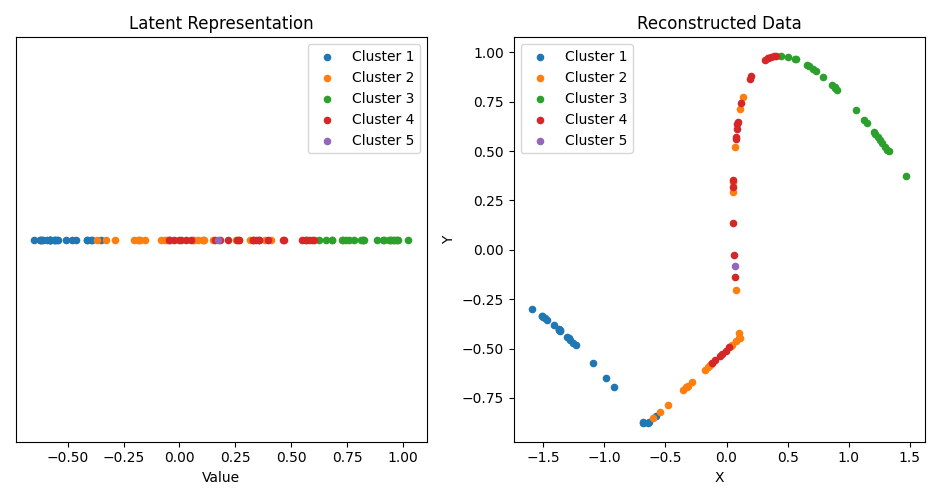 Latent Representation
Cluster 1
Cluster 2
Cluster 3
Cluster 4
Cluster 5
−0.50 −0.25 0.00 0.25 0.50 0.75 1.00
Value
Reconstructed Data
Cluster 1
Cluster 2
Cluster 3
Cluster 4
Cluster 5
1.00
0.75
0.50
0.25
0.00
−0.25
−0.50
−0.75
Y
−1.5 −1.0 −0.5 0.0 0.5 1.0 1.5
X